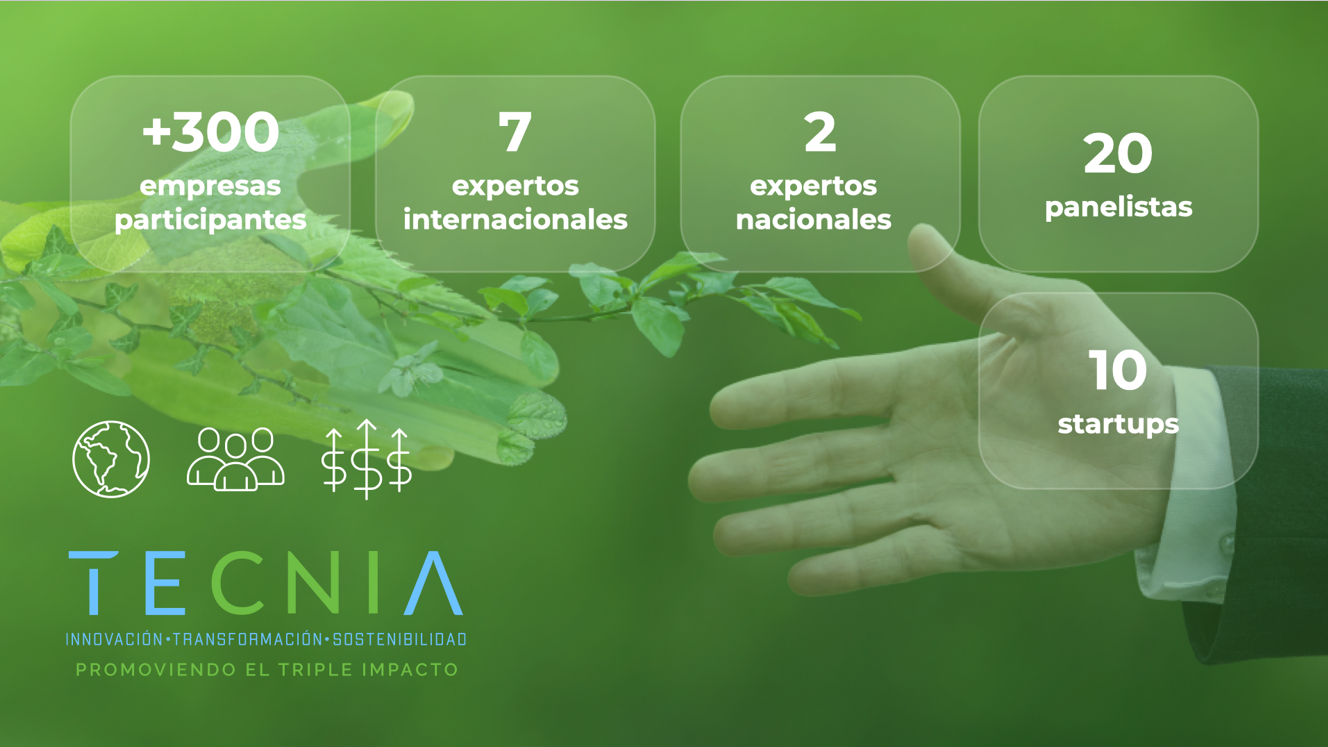 +300
empresas
participantes
7
expertos
internacionales
2
expertos
nacionales
20
panelistas
10
startups
TECNIA
INNOVACIÓN•TRANSFORMACIÓN•SOSTENIBILIDAD
PROMOVIENDO EL TRIPLE IMPACTO